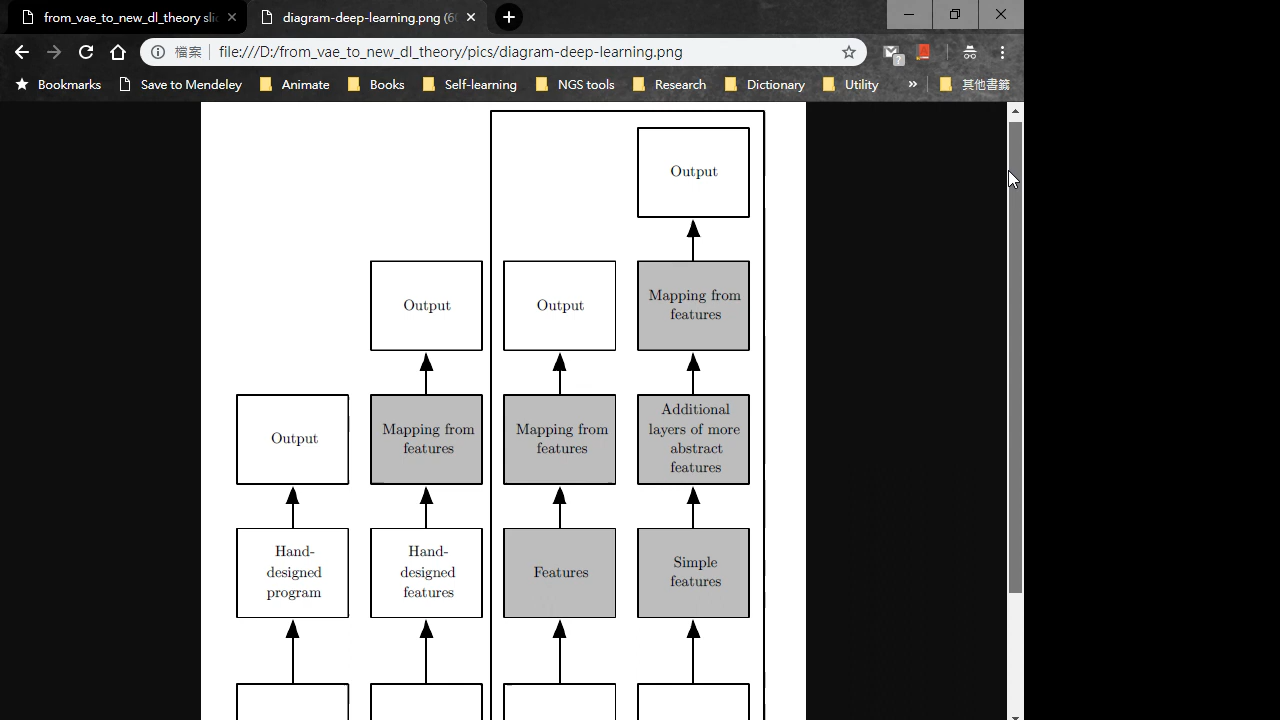 from_vae_to_new_dl_theory slid
diagram-deep-learning.png (60
檔案
file:///D:/from_vae_to_new_dl_theory/pics/diagram-deep-learning.png
?
Bookmarks
Save to Mendeley
Animate
Books
Self-learning
NGS tools
Research
Dictionary
Utility
»
其他書籤
Output
Output
Output
Mapping from
features
Output
Mapping from
features
Mapping from
features
Additional
layers of more
abstract
features
Hand-
designed
program
Hand-
designed
features
Features
Simple
features